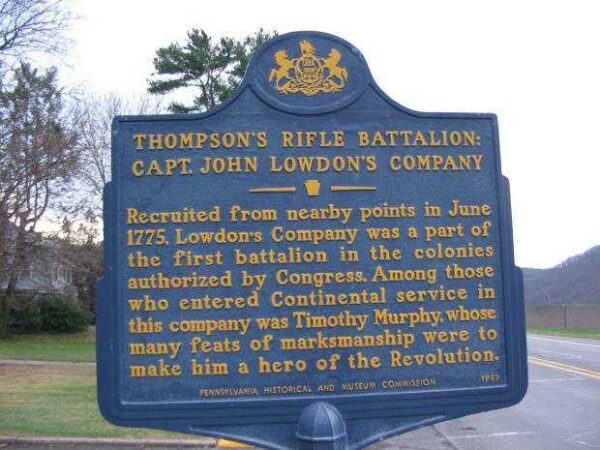 THOMPSON'S RIFLE BATTALION:
CAPT. JOHN LOWDON'S COMPANY
Recruited from nearby points in June
1775, Lowdon's Company was a part of
the first battalion in the colonies
authorized by Congress. Among those
who entered Continental service in
this company was Timothy Murphy, whose
many feats of marksmanship were to
make him a hero of the Revolution.
PENNSYLVANIA HISTORICAL AND MUSEUM COMMISSION 1987